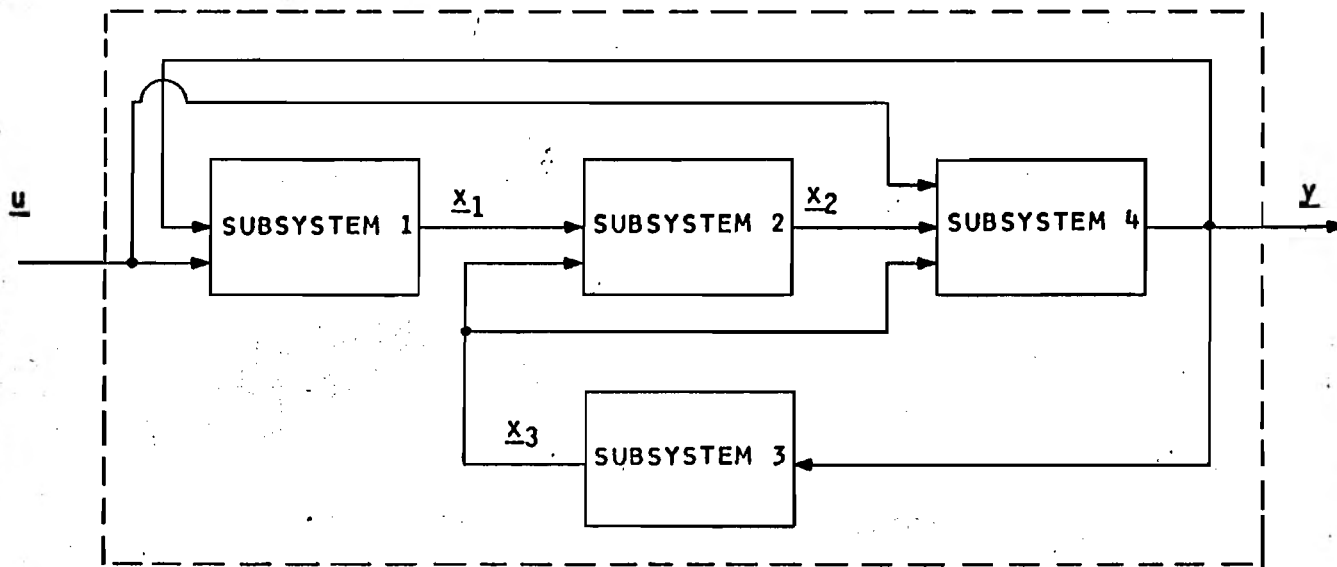 u
SUBSYSTEM 1
x1
SUBSYSTEM 2
x2
SUBSYSTEM 4
y
x3
SUBSYSTEM 3